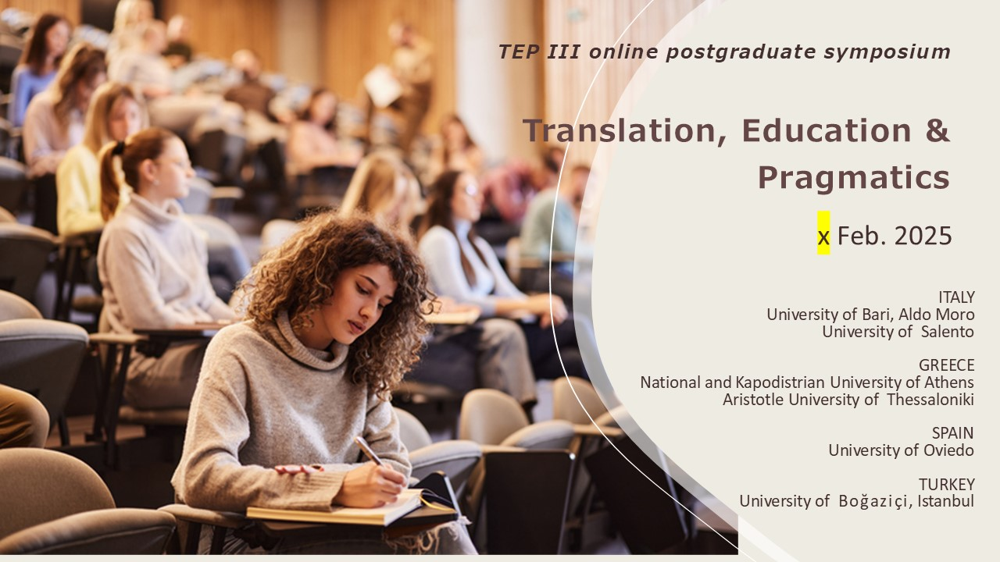 TEP III online postgraduate symposium
Translation, Education &
Pragmatics
x Feb. 2025
ITALY
University of Bari, Aldo Moro
University of Salento
GREECE
National and Kapodistrian University of Athens
Aristotle University of Thessaloniki
SPAIN
University of Oviedo
TURKEY
University of Boğaziçi, Istanbul